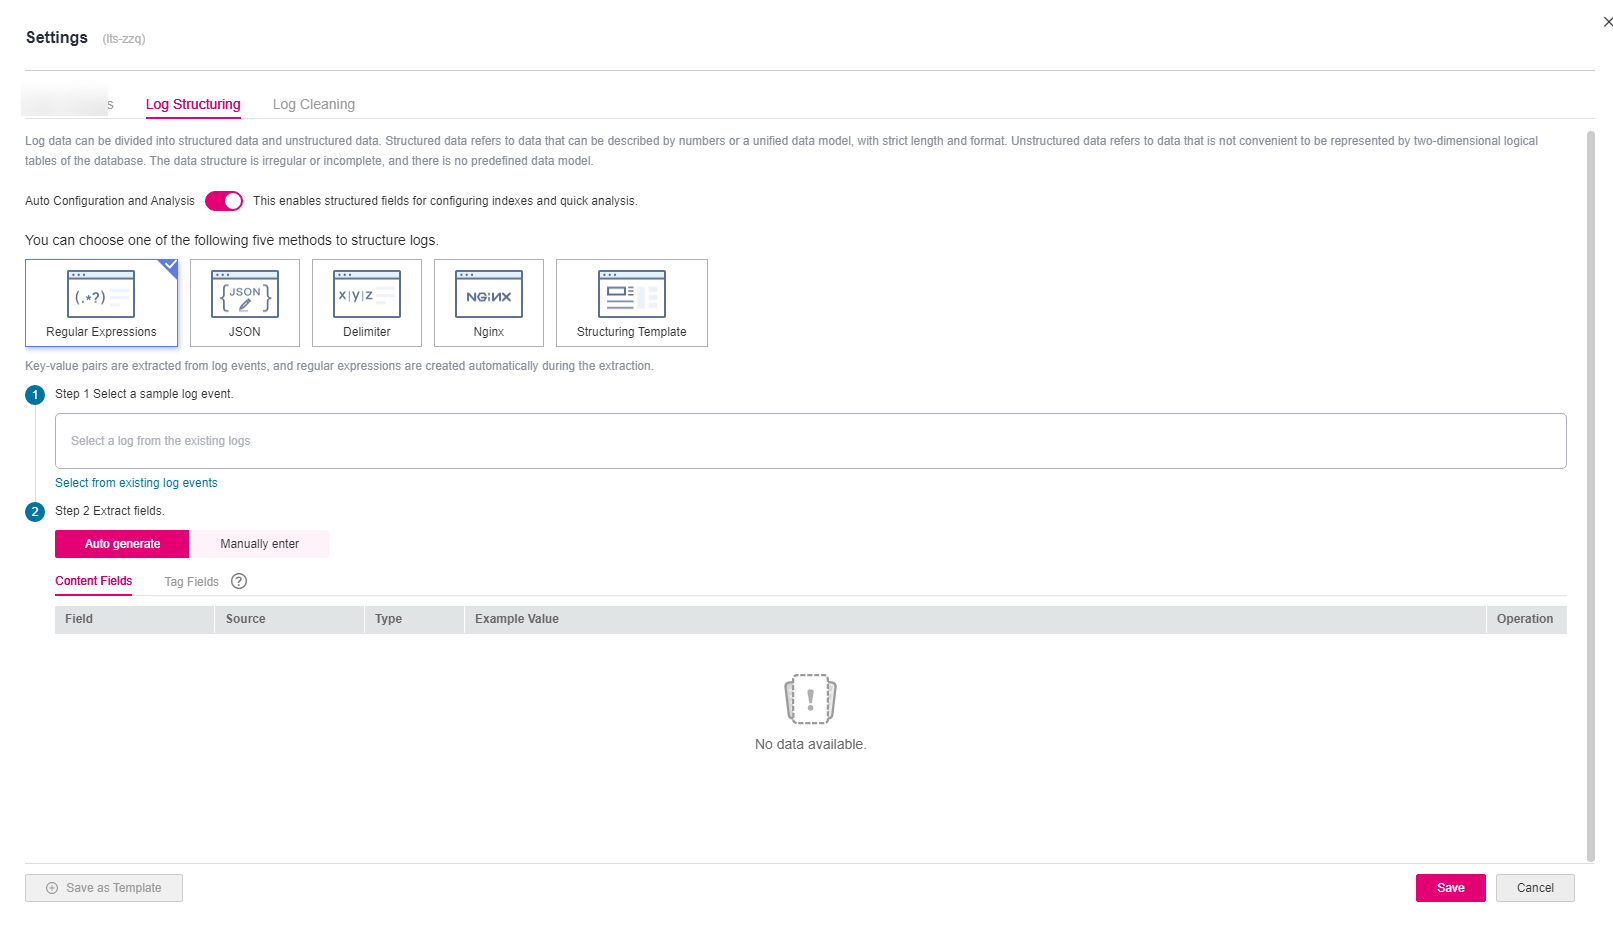 Settings (lts-zzq)
s Log Structuring Log Cleaning
Log data can be divided into structured data and unstructured data. Structured data refers to data that can be described by numbers or a unified data model, with strict length and format. Unstructured data refers to data that is not convenient to be represented by two-dimensional logical
tables of the database. The data structure is irregular or incomplete, and there is no predefined data model.
Auto Configuration and Analysis This enables structured fields for configuring indexes and quick analysis.
You can choose one of the following five methods to structure logs.
(.*?) {JSON} x|y|z NGINX
Regular Expressions JSON Delimiter Nginx Structuring Template
Key-value pairs are extracted from log events, and regular expressions are created automatically during the extraction.
1 Step 1 Select a sample log event.
Select a log from the existing logs
Select from existing log events
2 Step 2 Extract fields.
Auto generate Manually enter
Content Fields Tag Fields ?
Field Source Type Example Value Operation
No data available.
Save as Template Save Cancel